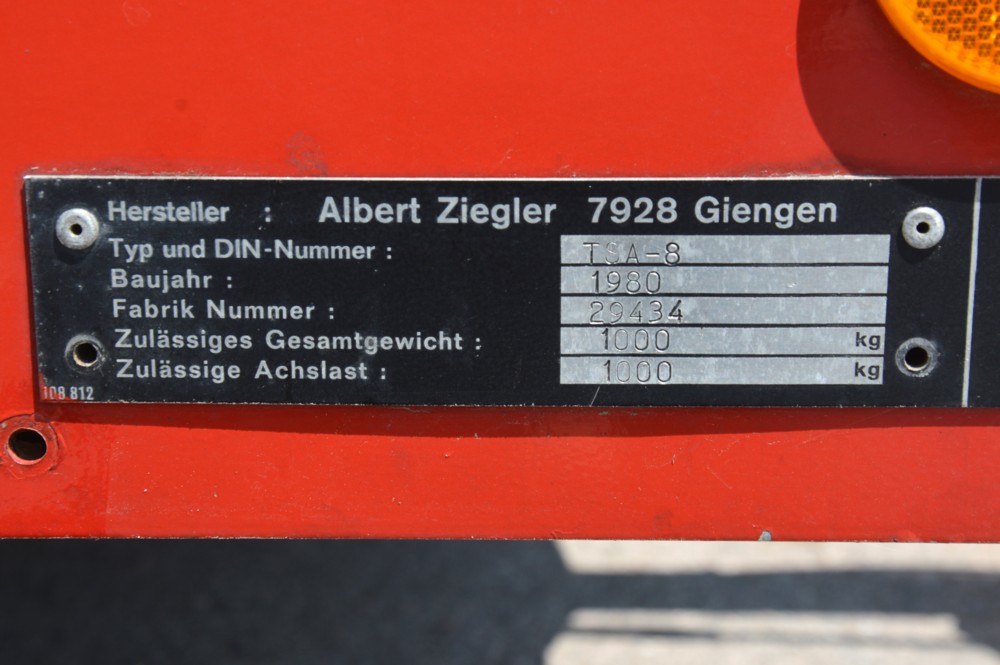 Hersteller : Albert Ziegler 7928 Giengen
Typ und DIN-Nummer : TSA-8
Baujahr : 1980
Fabrik Nummer : 29434
Zulässiges Gesamtgewicht : 1000 kg
Zulässige Achslast : 1000 kg
108 812